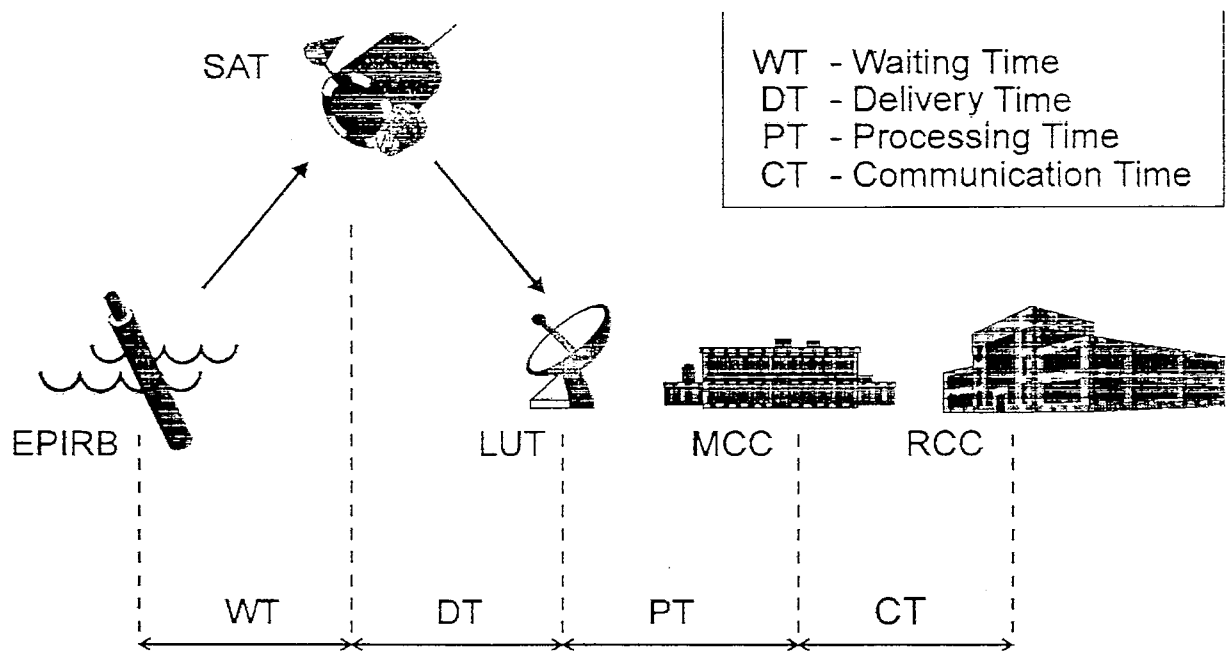 SAT
WT - Waiting Time
DT - Delivery Time
PT - Processing Time
CT - Communication Time
EPIRB
LUT
MCC
RCC
WT
DT
PT
CT